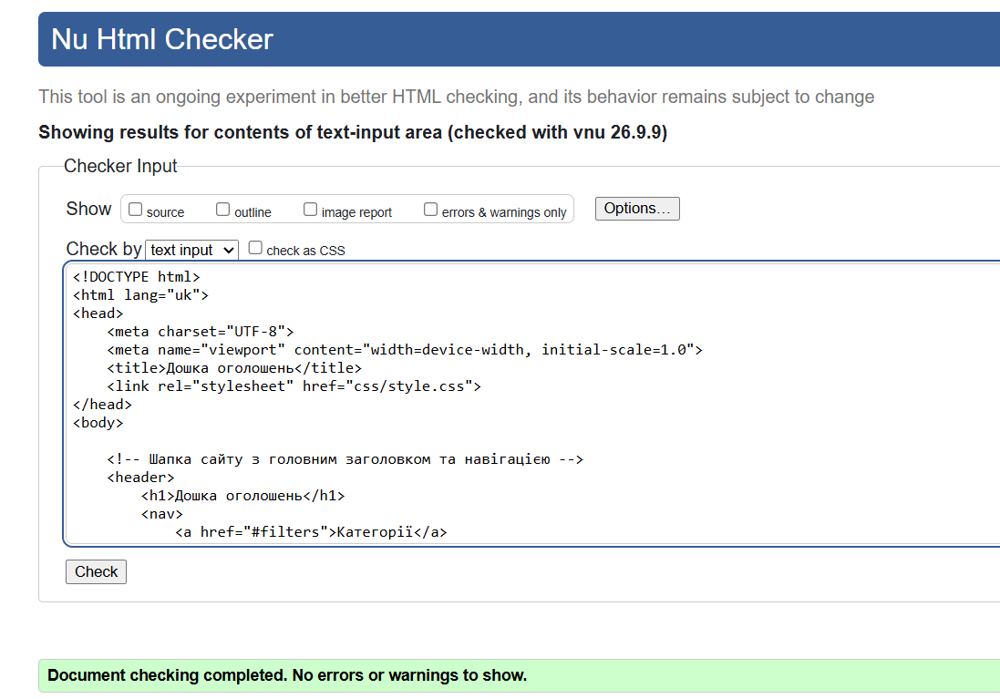 Nu Html Checker
This tool is an ongoing experiment in better HTML checking, and its behavior remains subject to change
Showing results for contents of text-input area (checked with vnu 26.9.9)
Checker Input
Show source outline image report errors & warnings only Options...
Check by text input check as CSS
<!DOCTYPE html>
<html lang="uk">
<head>
    <meta charset="UTF-8">
    <meta name="viewport" content="width=device-width, initial-scale=1.0">
    <title>Дошка оголошень</title>
    <link rel="stylesheet" href="css/style.css">
</head>
<body>
    <!-- Шапка сайту з головним заголовком та навігацією -->
    <header>
        <h1>Дошка оголошень</h1>
        <nav>
            <a href="#filters">Категорії</a>
Check
Document checking completed. No errors or warnings to show.